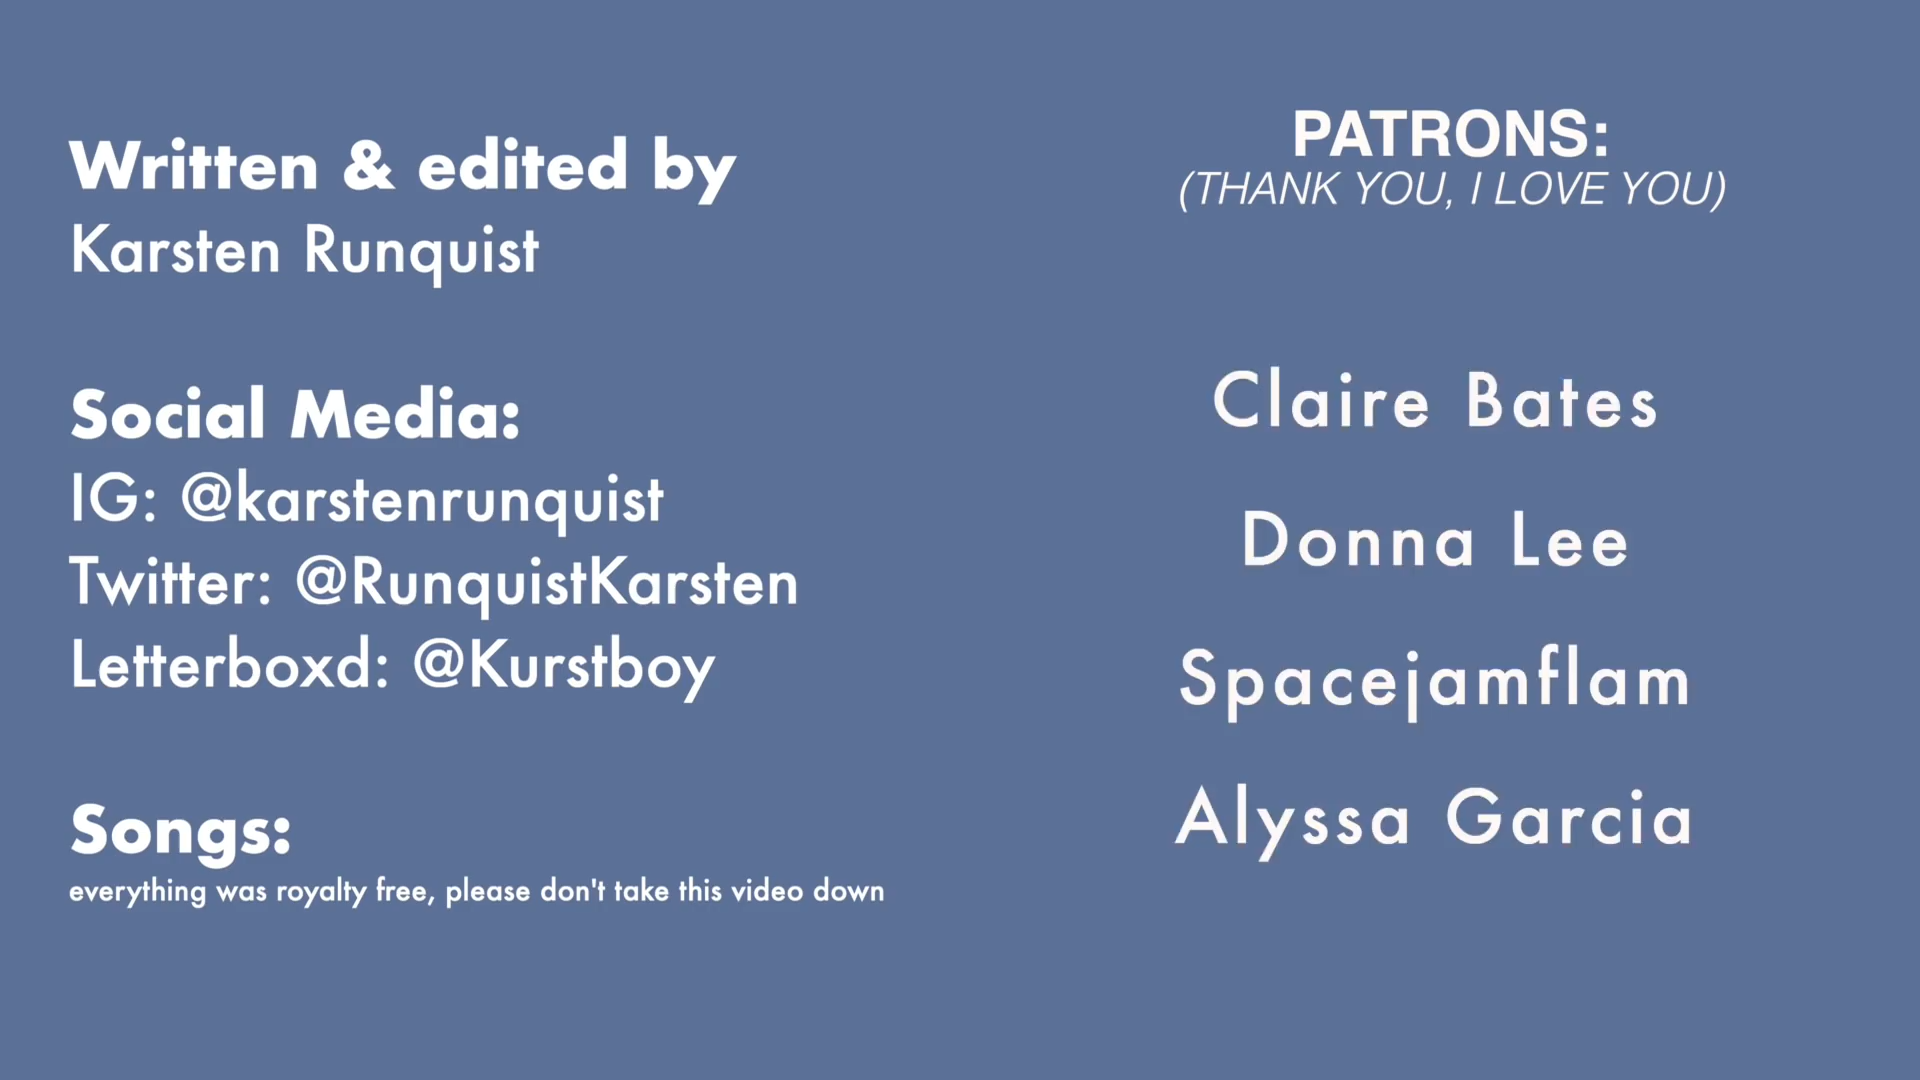 Written & edited by
Karsten Runquist
Social Media:
IG: @karstenrunquist
Twitter: @RunquistKarsten
Letterboxd: @Kurstboy
Songs:
everything was royalty free, please don't take this video down
PATRONS:
(THANK YOU, I LOVE YOU)
Claire Bates
Donna Lee
Spacejamflam
Alyssa Garcia